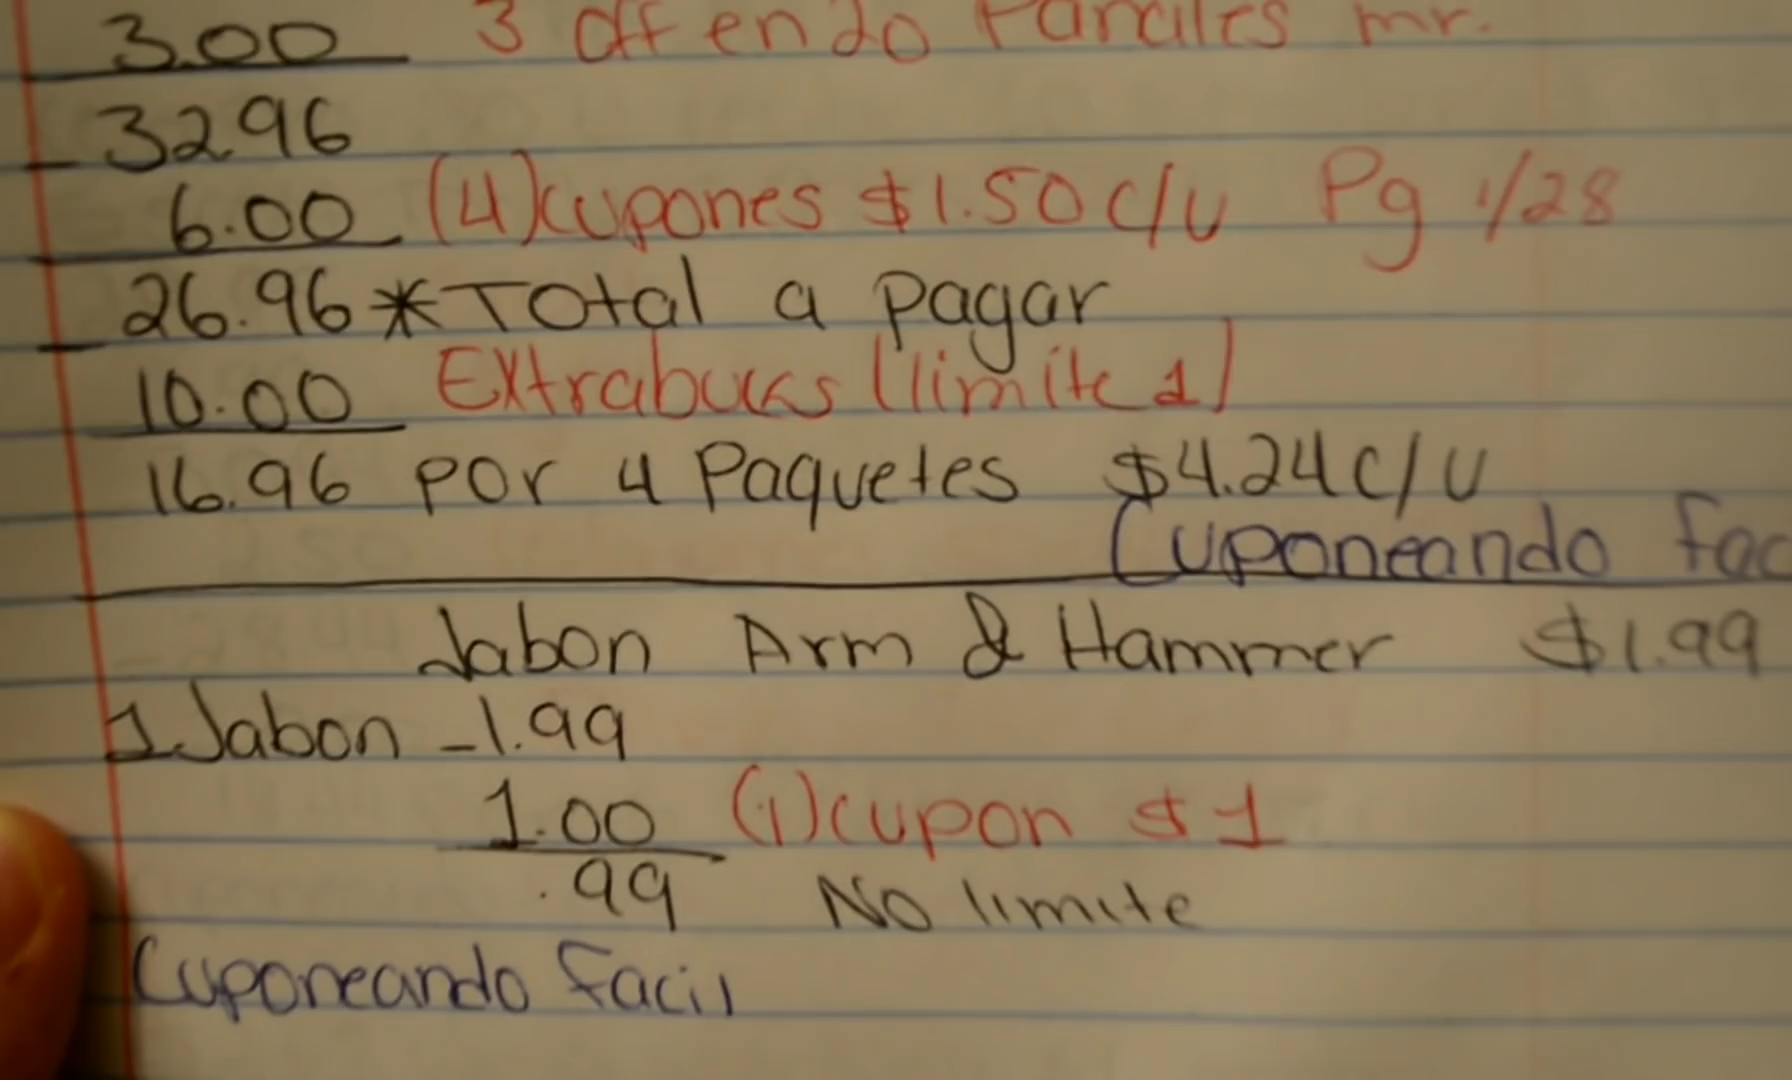 3.00 3 off en 20 Panales mr.
- 32.96
6.00 (4) cupones $1.50 c/u Pg 1/28
26.96 * Total a pagar
- 10.00 Extrabucks (limite 1)
16.96 por 4 Paquetes $4.24 c/u
Cuponeando fac
Jabon Arm & Hammer $1.99
1 Jabon - 1.99
1.00 (1) cupon $1
.99 No limite
Cuponeando facil